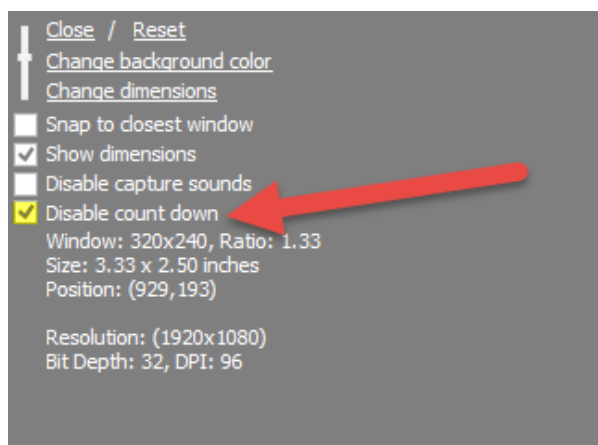 Close / Reset
Change background color
Change dimensions
Snap to closest window
Show dimensions
Disable capture sounds
Disable count down
Window: 320x240, Ratio: 1.33
Size: 3.33 x 2.50 inches
Position: (929,193)
Resolution: (1920x1080)
Bit Depth: 32, DPI: 96